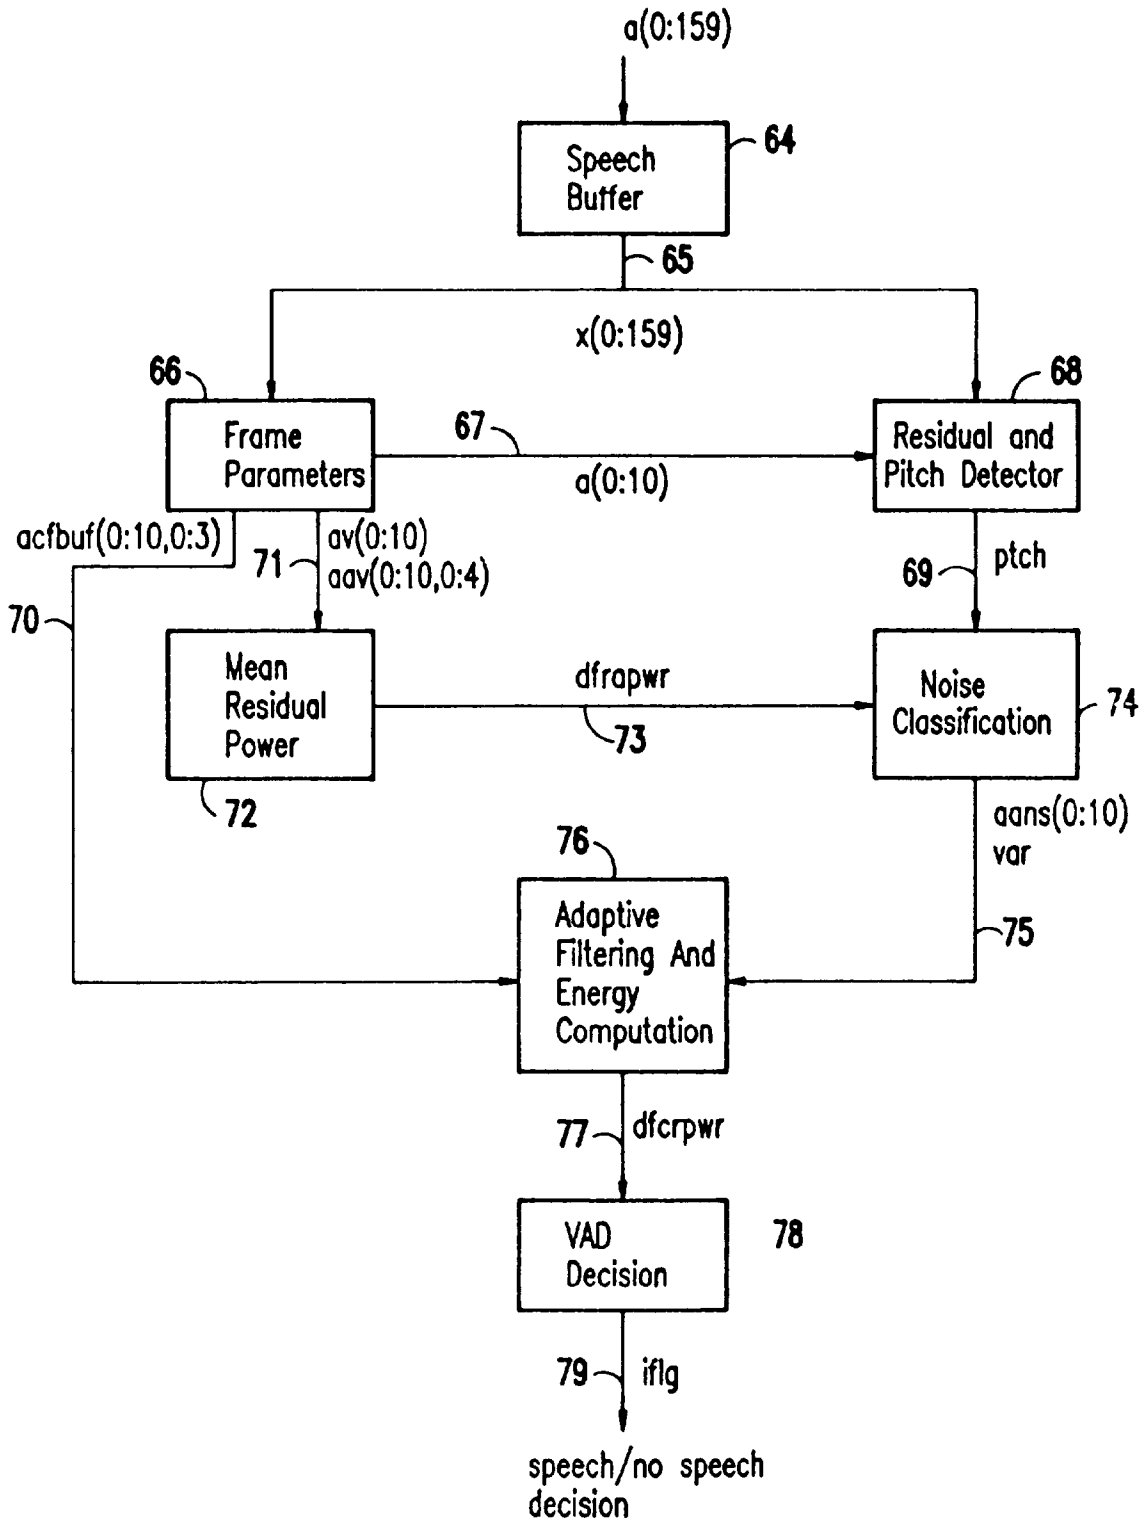 a(0:159)
64
Speech
Buffer
65
x(0:159)
66
68
Frame
Parameters
67
a(0:10)
Residual and
Pitch Detector
acfbuf(0:10,0:3)
71
av(0:10)
aav(0:10,0:4)
69
ptch
70
Mean
Residual
Power
dfrapwr
73
Noise
Classification
74
72
aans(0:10)
var
76
75
Adaptive
Filtering And
Energy
Computation
77
dfcrpwr
VAD
Decision
78
79
iflg
speech/no speech
decision